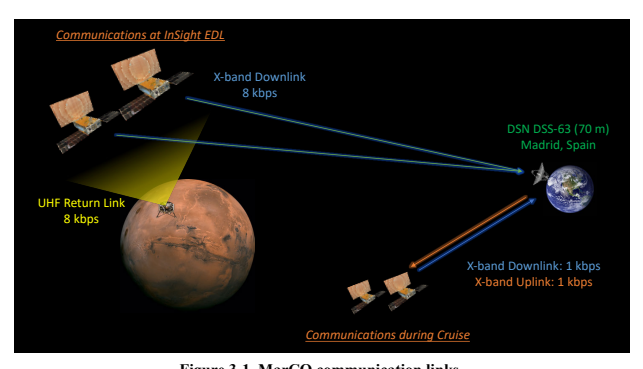 Communications at InSight EDL
X-band Downlink
8 kbps
DSN DSS-63 (70 m)
Madrid, Spain
UHF Return Link
8 kbps
X-band Downlink: 1 kbps
X-band Uplink: 1 kbps
Communications during Cruise
Figure 3-1. MarCO communication links